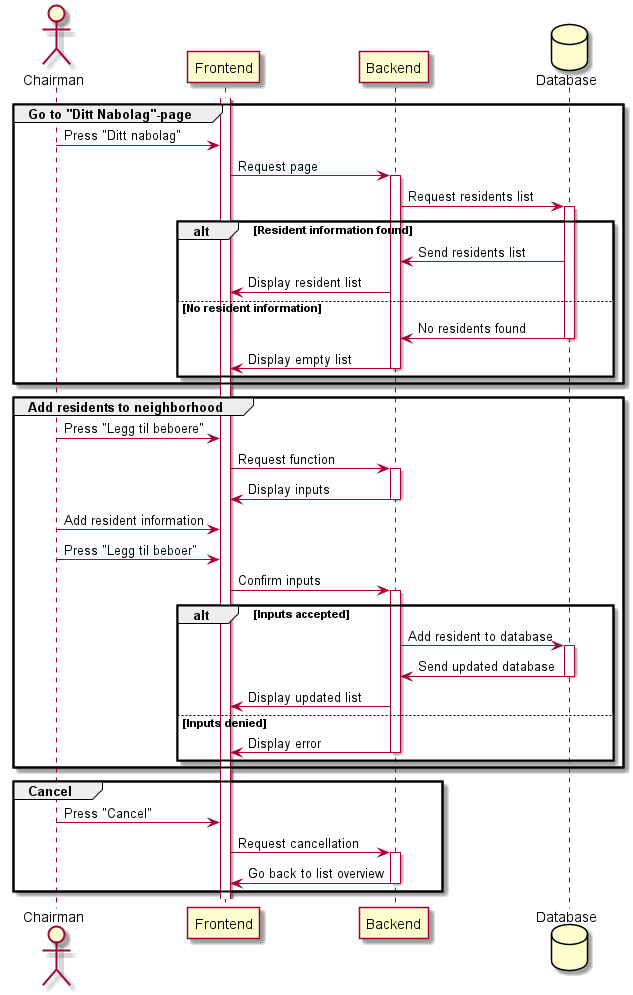 Chairman
Frontend
Backend
Database
Go to "Ditt Nabolag"-page
Press "Ditt nabolag"
Request page
Request residents list
alt
[Resident information found]
Send residents list
Display resident list
[No resident information]
No residents found
Display empty list
Add residents to neighborhood
Press "Legg til beboere"
Request function
Display inputs
Add resident information
Press "Legg til beboer"
Confirm inputs
alt
[Inputs accepted]
Add resident to database
Send updated database
Display updated list
[Inputs denied]
Display error
Cancel
Press "Cancel"
Request cancellation
Go back to list overview
Chairman
Frontend
Backend
Database